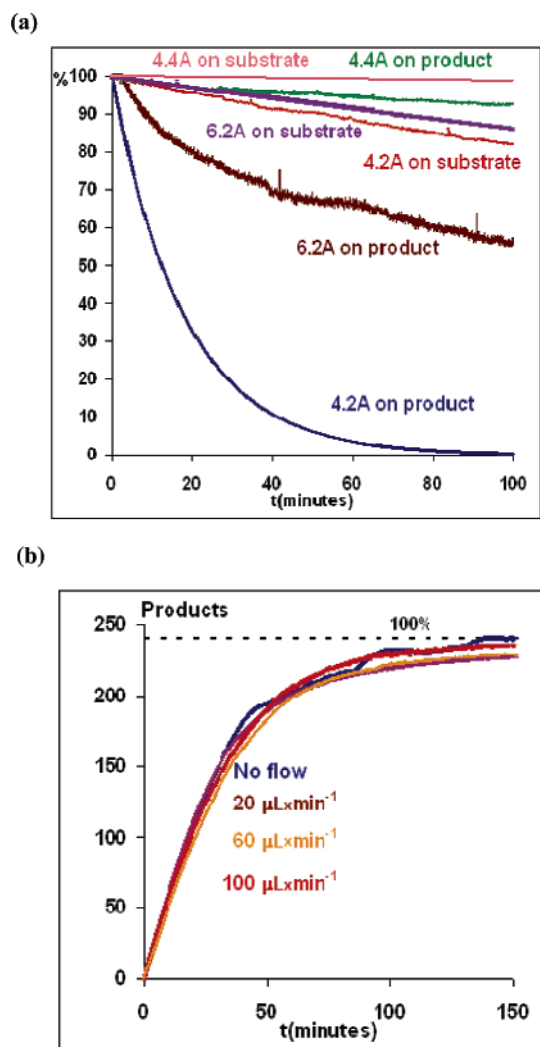 (a)
4.4A on substrate
4.4A on product
%100
90
6.2A on substrate
4.2A on substrate
80
70
6.2A on product
60
50
40
30
20
4.2A on product
10
0
0 20 40 60 80 100
t(minutes)
(b)
Products
250
100%
200
150
No flow
20 µL×min⁻¹
100
60 µL×min⁻¹
100 µL×min⁻¹
50
0
0 50 100 150
t(minutes)